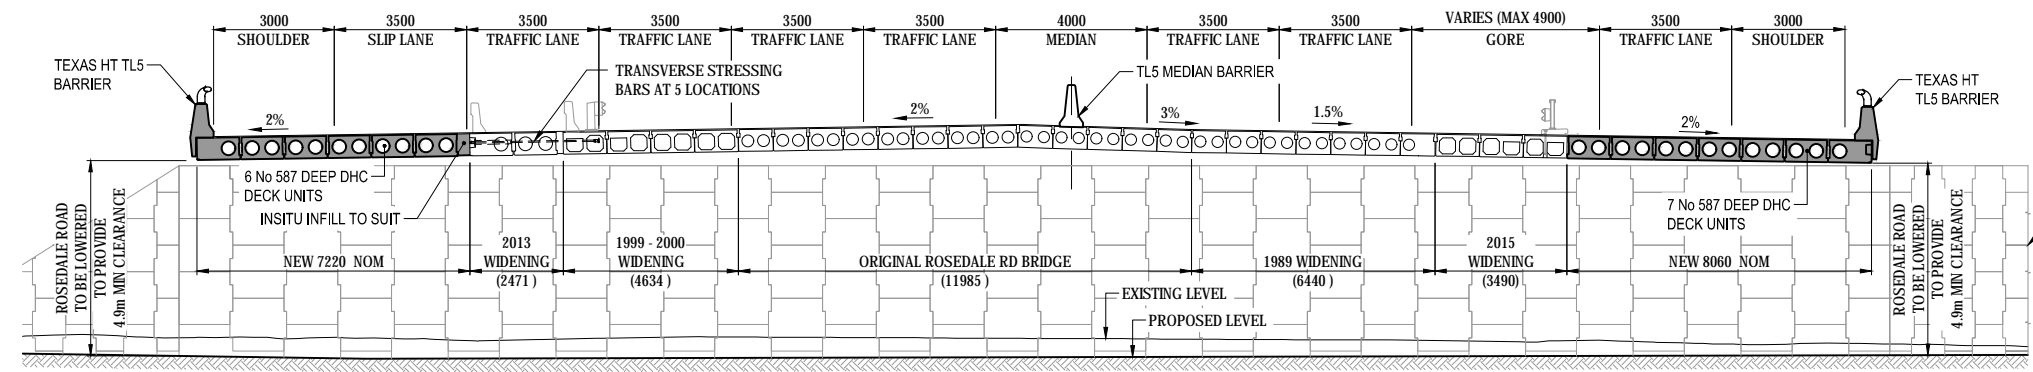 3000
SHOULDER
3500
SLIP LANE
3500
TRAFFIC LANE
3500
TRAFFIC LANE
3500
TRAFFIC LANE
3500
TRAFFIC LANE
4000
MEDIAN
3500
TRAFFIC LANE
3500
TRAFFIC LANE
VARIES (MAX 4900)
GORE
3500
TRAFFIC LANE
3000
SHOULDER
TEXAS HT TL5
BARRIER
TRANSVERSE STRESSING
BARS AT 5 LOCATIONS
TL5 MEDIAN BARRIER
TEXAS HT
TL5 BARRIER
2%
2%
3%
1.5%
2%
6 No 587 DEEP DHC
DECK UNITS
INSITU INFILL TO SUIT
7 No 587 DEEP DHC
DECK UNITS
ROSEDALE ROAD
TO BE LOWERED
TO PROVIDE
4.9m MIN CLEARANCE
NEW 7220 NOM
2013
WIDENING
(2471 )
1999 - 2000
WIDENING
(4634 )
ORIGINAL ROSEDALE RD BRIDGE
(11985 )
1989 WIDENING
(6440 )
2015
WIDENING
(3490)
NEW 8060 NOM
ROSEDALE ROAD
TO BE LOWERED
TO PROVIDE
4.9m MIN CLEARANCE
EXISTING LEVEL
PROPOSED LEVEL